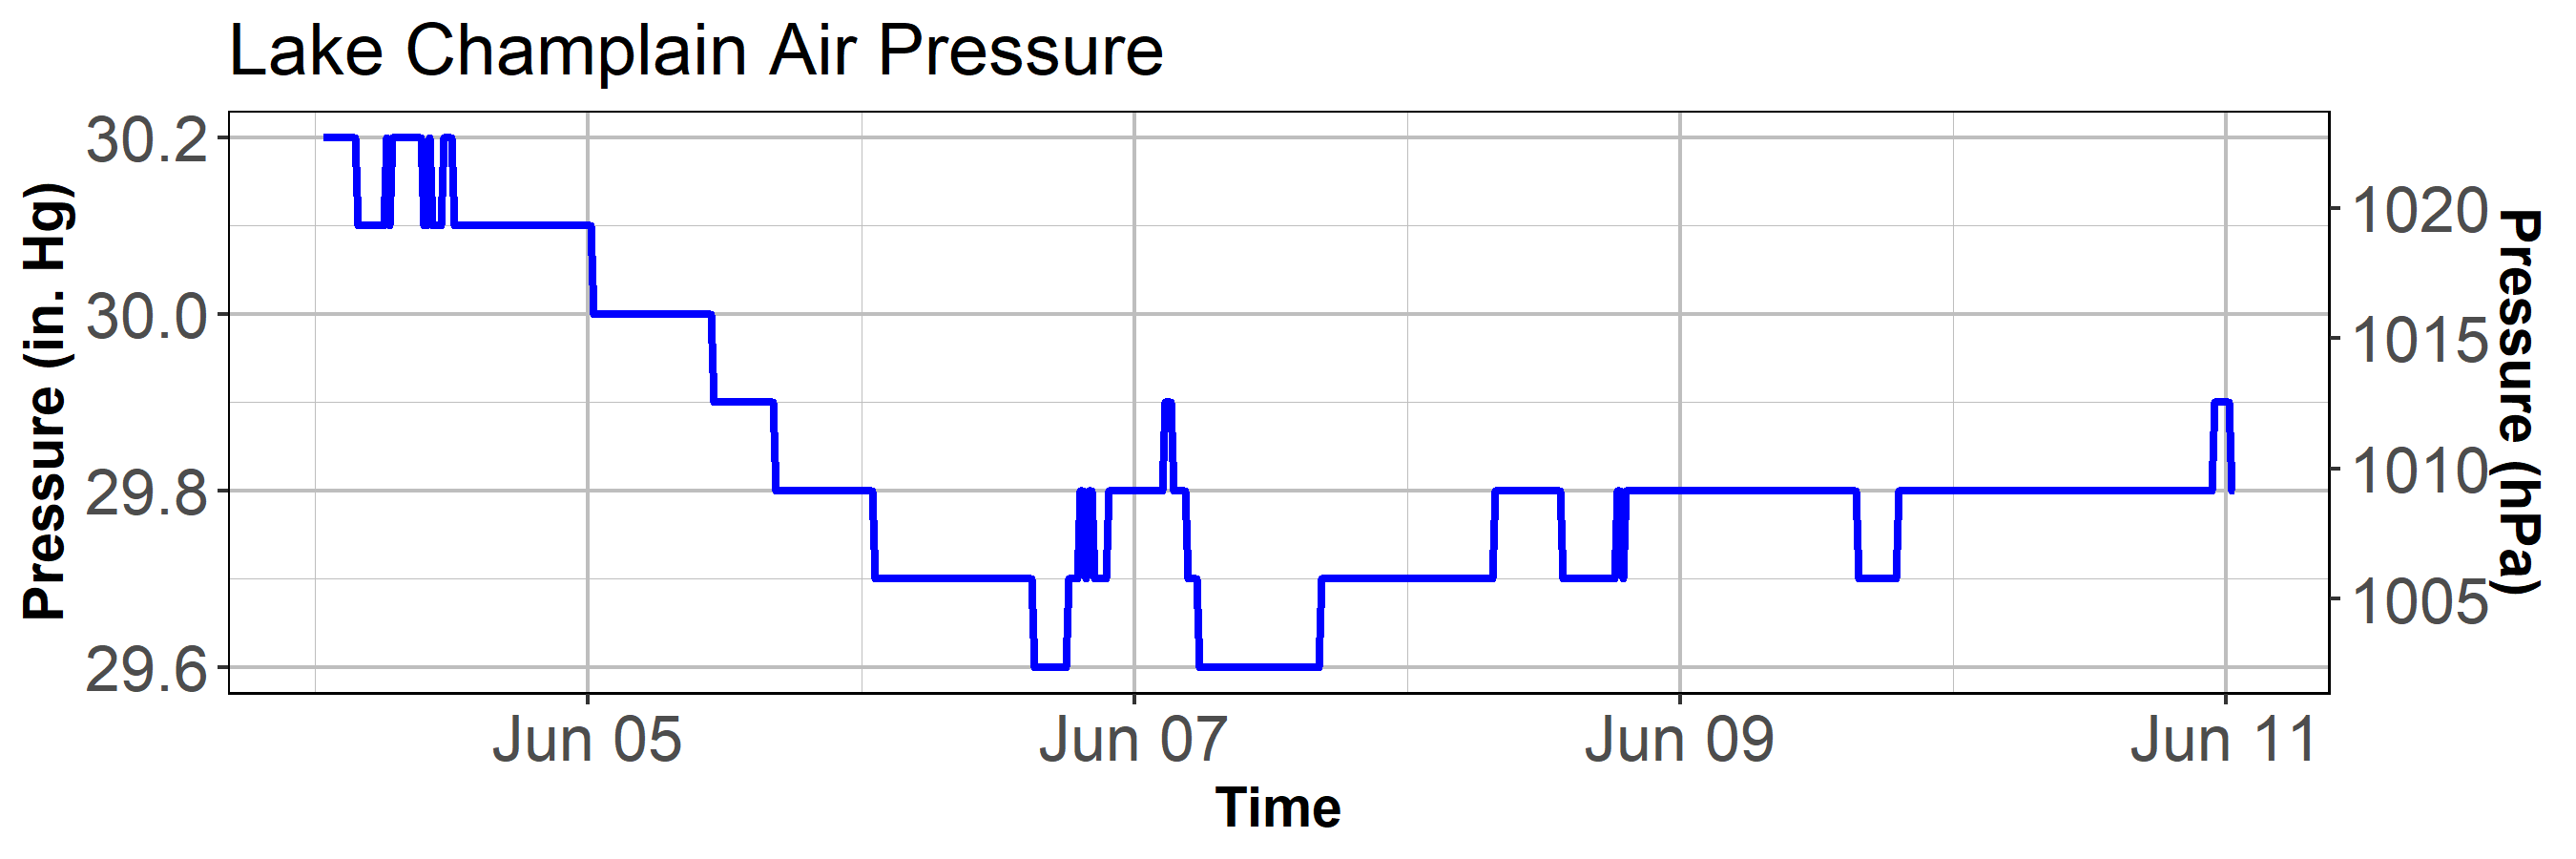 Lake Champlain Air Pressure
Pressure (in. Hg)
30.2
30.0
29.8
29.6
1020
1015
1010
1005
Pressure (hPa)
Jun 05 Jun 07 Jun 09 Jun 11
Time